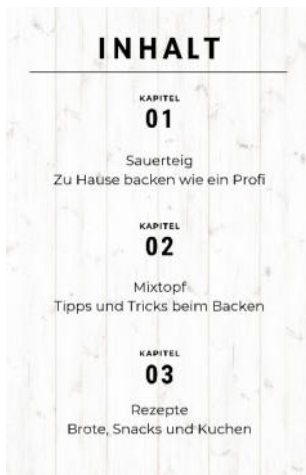 INHALT
KAPITEL
01
Sauerteig
Zu Hause backen wie ein Profi
KAPITEL
02
Mixtopf
Tipps und Tricks beim Backen
KAPITEL
03
Rezepte
Brote, Snacks und Kuchen